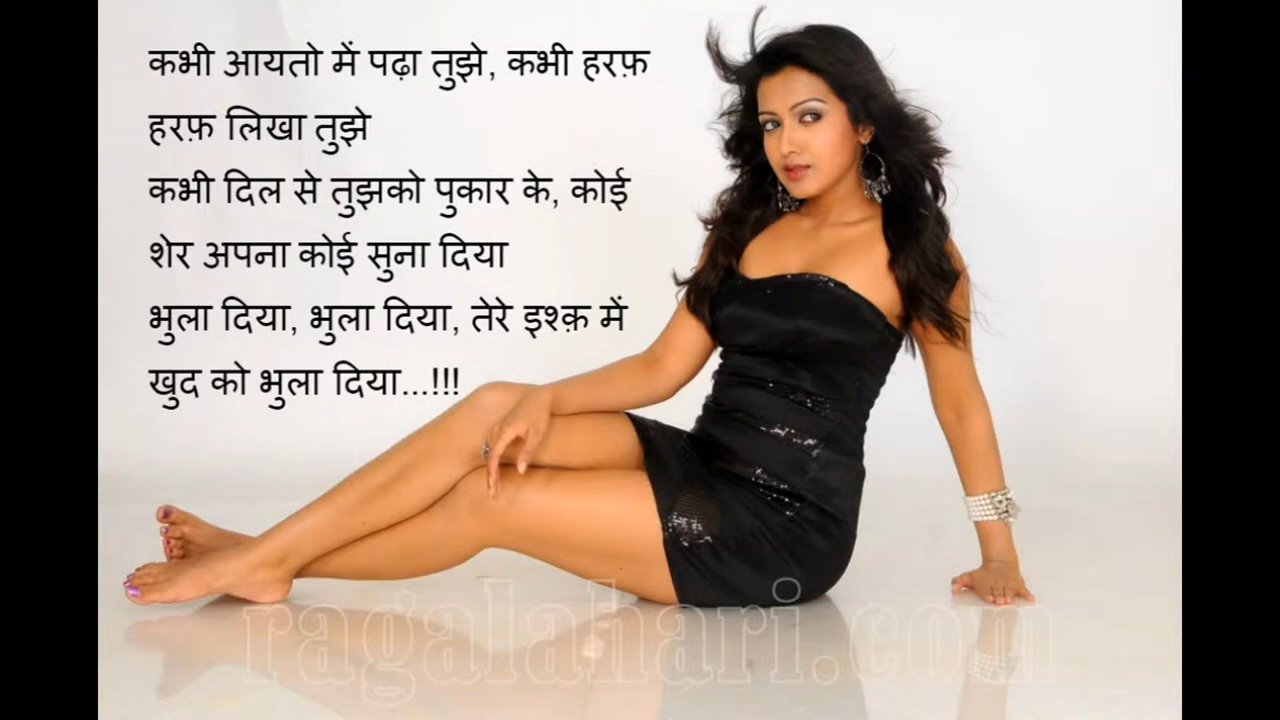 कभी आयतो में पढ़ा तुझे, कभी हरफ़
हरफ़ लिखा तुझे
कभी दिल से तुझको पुकार के, कोई
शेर अपना कोई सुना दिया
भुला दिया, भुला दिया, तेरे इश्क़ में
खुद को भुला दिया...!!!
ragalahari.com